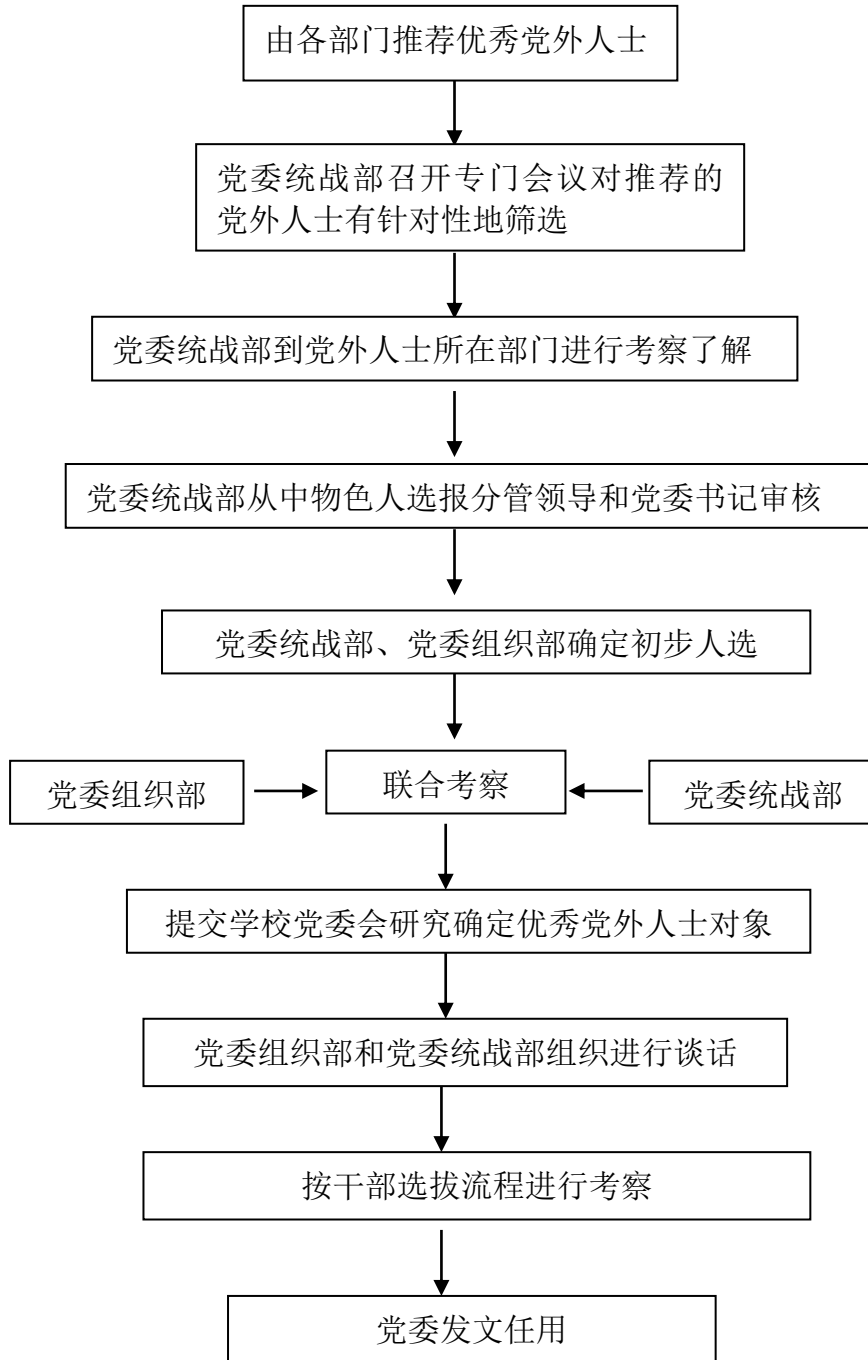 由各部门推荐优秀党外人士
党委统战部召开专门会议对推荐的
党外人士有针对性地筛选
党委统战部到党外人士所在部门进行考察了解
党委统战部从中物色人选报分管领导和党委书记审核
党委统战部、党委组织部确定初步人选
党委组织部
联合考察
党委统战部
提交学校党委会研究确定优秀党外人士对象
党委组织部和党委统战部组织进行谈话
按干部选拔流程进行考察
党委发文任用